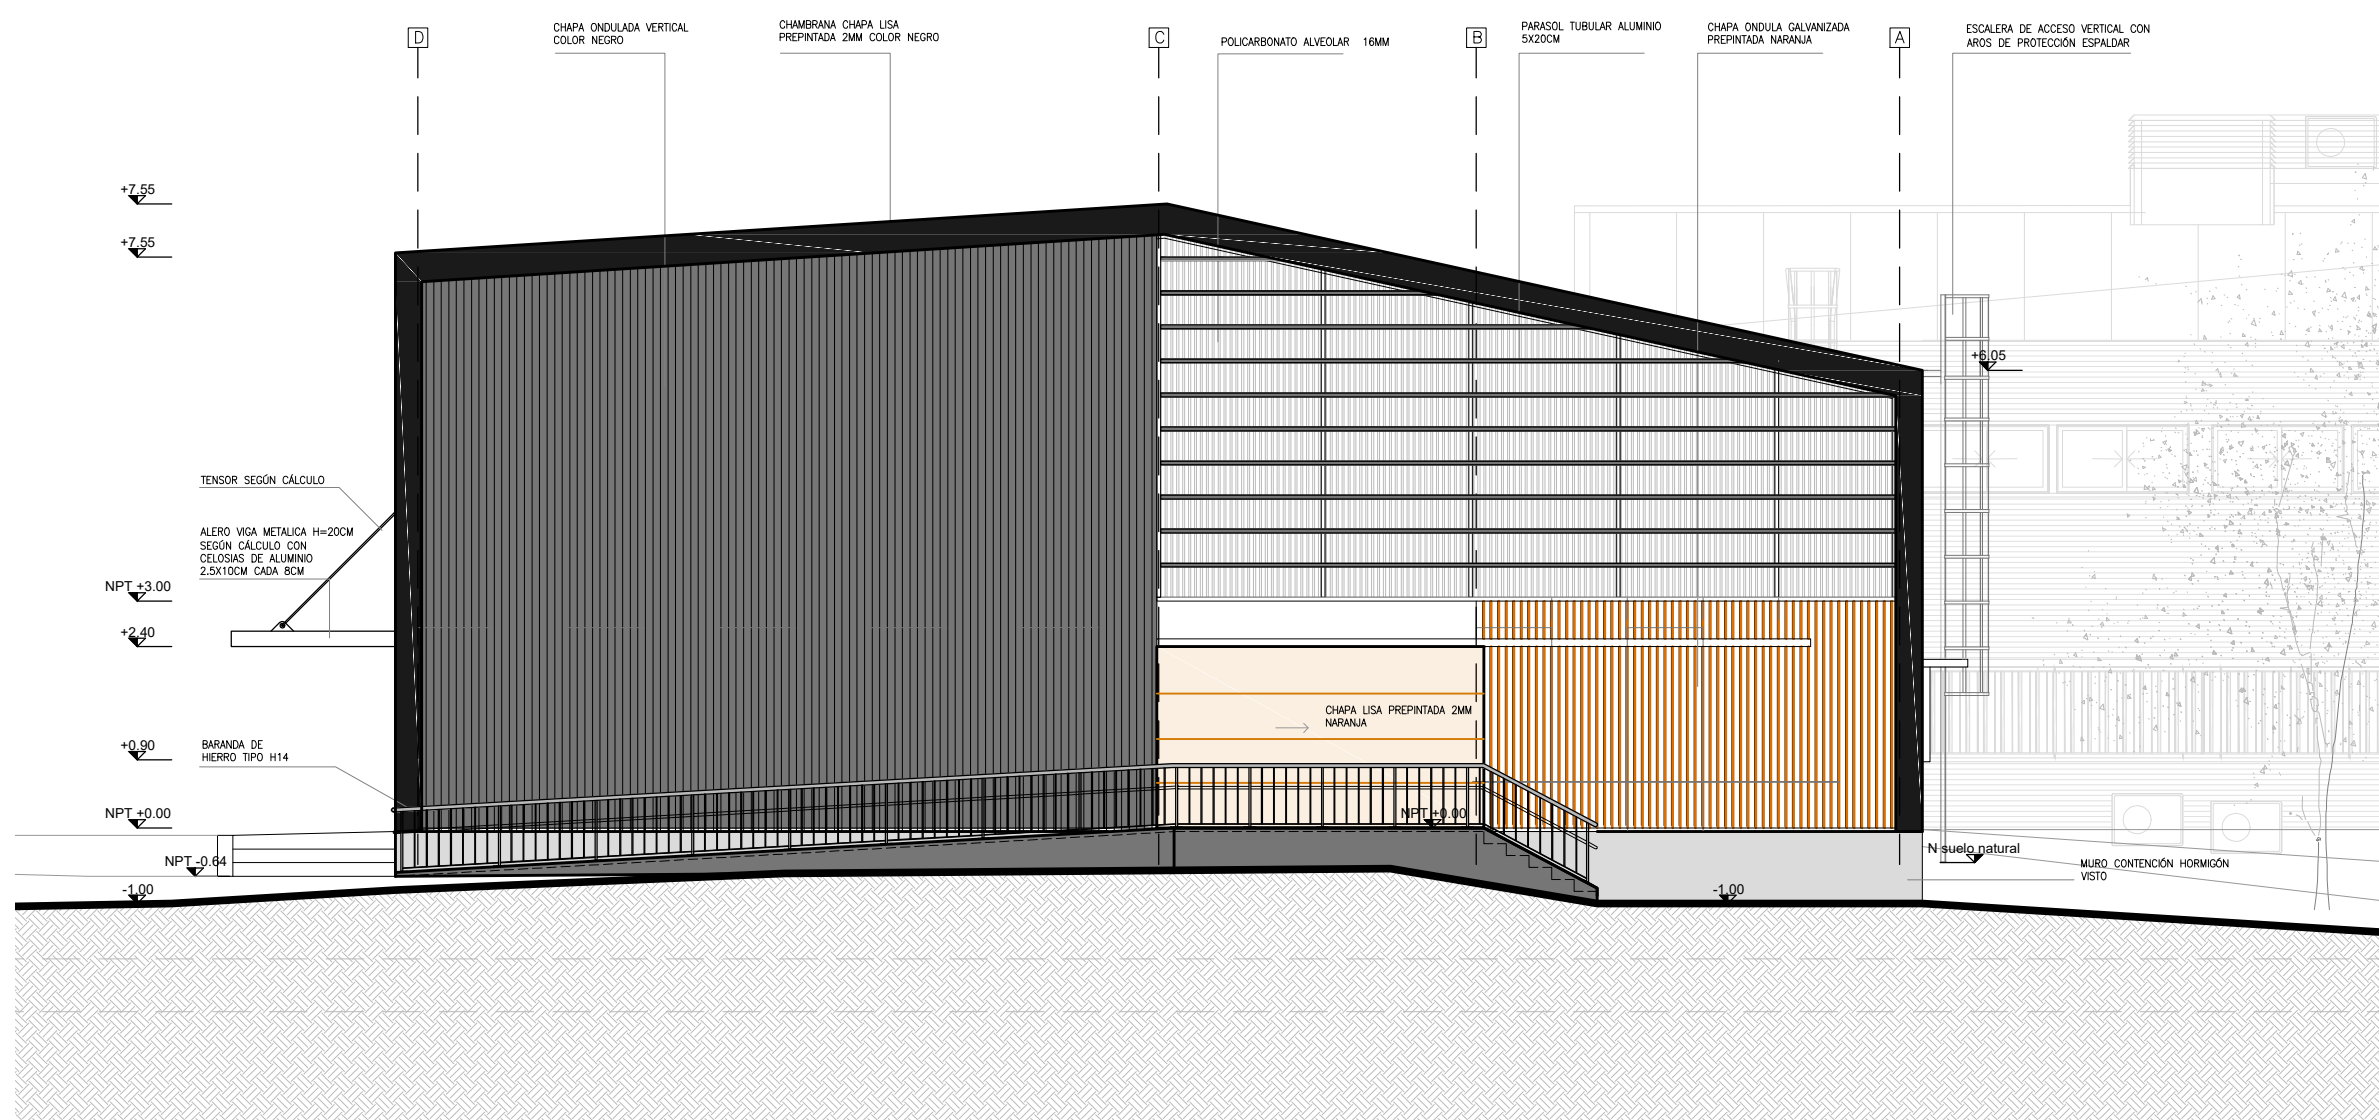 CHAPA ONDULADA VERTICAL
COLOR NEGRO
CHAMBRANA CHAPA LISA
PREPINTADA 2MM COLOR NEGRO
POLICARBONATO ALVEOLAR 16MM
PARASOL TUBULAR ALUMINIO
5X20CM
CHAPA ONDULA GALVANIZADA
PREPINTADA NARANJA
ESCALERA DE ACCESO VERTICAL CON
AROS DE PROTECCIÓN ESPALDAR
D
C
B
A
+7.55
+7.55
+6.05
TENSOR SEGÚN CÁLCULO
ALERO VIGA METALICA H=20CM
SEGÚN CÁLCULO CON
CELOSIAS DE ALUMINIO
2.5X10CM CADA 8CM
NPT +3.00
+2.40
CHAPA LISA PREPINTADA 2MM
NARANJA
+0.90
BARANDA DE
HIERRO TIPO H14
NPT +0.00
NPT +0.00
NPT -0.64
N suelo natural
MURO CONTENCIÓN HORMIGÓN
VISTO
-1.00
-1.00